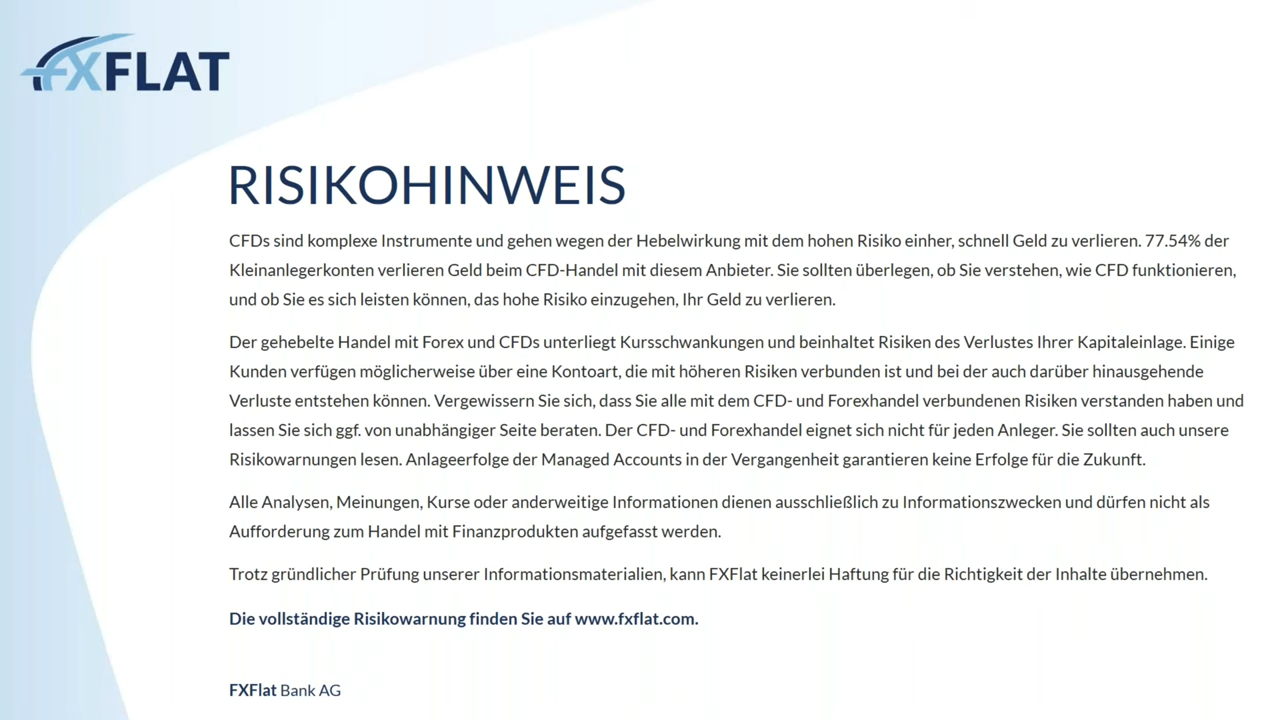 FXFLAT
RISIKOHINWEIS
CFDs sind komplexe Instrumente und gehen wegen der Hebelwirkung mit dem hohen Risiko einher, schnell Geld zu verlieren. 77.54% der
Kleinanlegerkonten verlieren Geld beim CFD-Handel mit diesem Anbieter. Sie sollten überlegen, ob Sie verstehen, wie CFD funktionieren,
und ob Sie es sich leisten können, das hohe Risiko einzugehen, Ihr Geld zu verlieren.
Der gehebelte Handel mit Forex und CFDs unterliegt Kursschwankungen und beinhaltet Risiken des Verlustes Ihrer Kapitaleinlage. Einige
Kunden verfügen möglicherweise über eine Kontoart, die mit höheren Risiken verbunden ist und bei der auch darüber hinausgehende
Verluste entstehen können. Vergewissern Sie sich, dass Sie alle mit dem CFD- und Forexhandel verbundenen Risiken verstanden haben und
lassen Sie sich ggf. von unabhängiger Seite beraten. Der CFD- und Forexhandel eignet sich nicht für jeden Anleger. Sie sollten auch unsere
Risikowarnungen lesen. Anlageerfolge der Managed Accounts in der Vergangenheit garantieren keine Erfolge für die Zukunft.
Alle Analysen, Meinungen, Kurse oder anderweitige Informationen dienen ausschließlich zu Informationszwecken und dürfen nicht als
Aufforderung zum Handel mit Finanzprodukten aufgefasst werden.
Trotz gründlicher Prüfung unserer Informationsmaterialien, kann FXFlat keinerlei Haftung für die Richtigkeit der Inhalte übernehmen.
Die vollständige Risikowarnung finden Sie auf www.fxflat.com.
FXFlat Bank AG